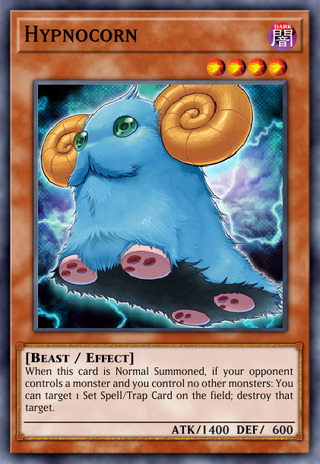 HYPNOCORN
DARK
闇
[BEAST / EFFECT]
When this card is Normal Summoned, if your opponent
controls a monster and you control no other monsters: You
can target 1 Set Spell/Trap Card on the field; destroy that
target.
ATK/1400 DEF/ 600